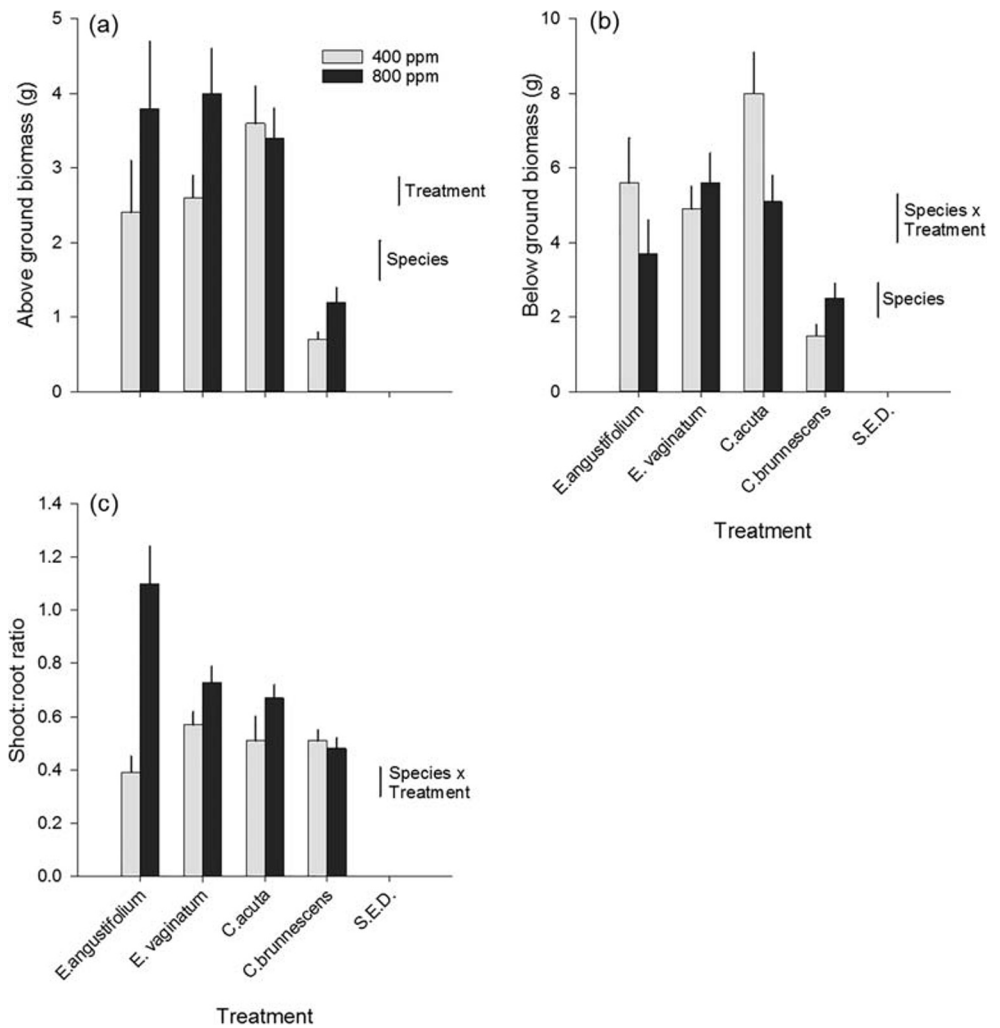 (a)
Above ground biomass (g)
5
4
3
2
1
0
400 ppm
800 ppm
Treatment
Species
(b)
Below ground biomass (g)
10
8
6
4
2
0
Species x
Treatment
Species
E.angustifolium
E. vaginatum
C.acuta
C.brunnescens
S.E.D.
Treatment
(c)
Shoot:root ratio
1.4
1.2
1.0
0.8
0.6
0.4
0.2
0.0
Species x
Treatment
E.angustifolium
E. vaginatum
C.acuta
C.brunnescens
S.E.D.
Treatment